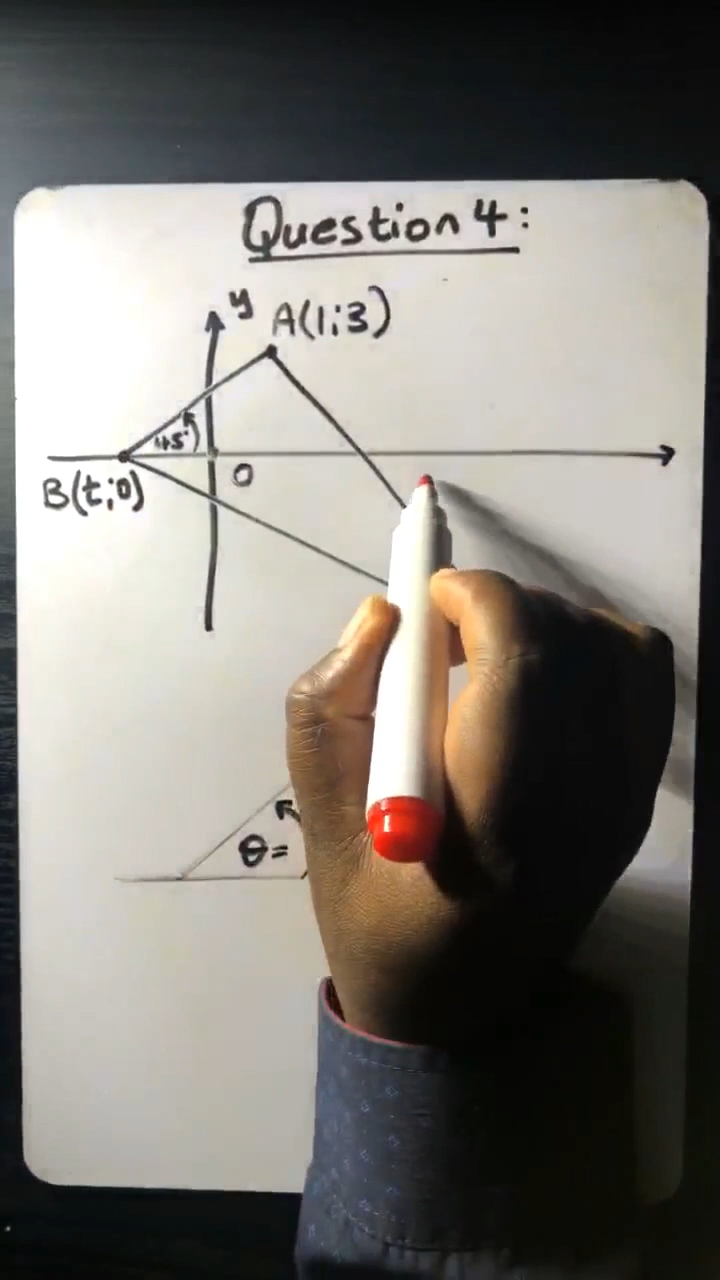 Question 4:
y
A(1;3)
45°
B(t;0)
0
θ=